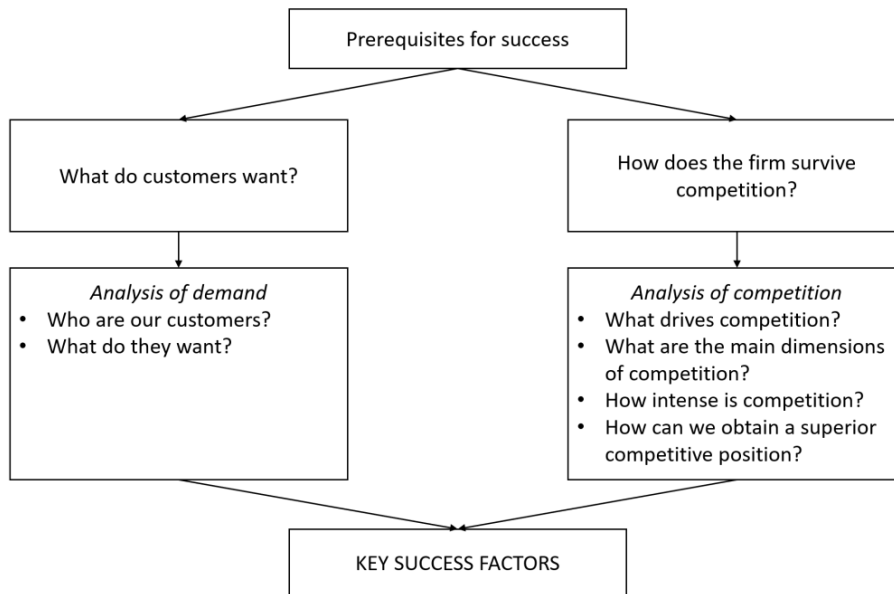 Prerequisites for success
What do customers want?
How does the firm survive
competition?
Analysis of demand
• Who are our customers?
• What do they want?
Analysis of competition
• What drives competition?
• What are the main dimensions
of competition?
• How intense is competition?
• How can we obtain a superior
competitive position?
KEY SUCCESS FACTORS